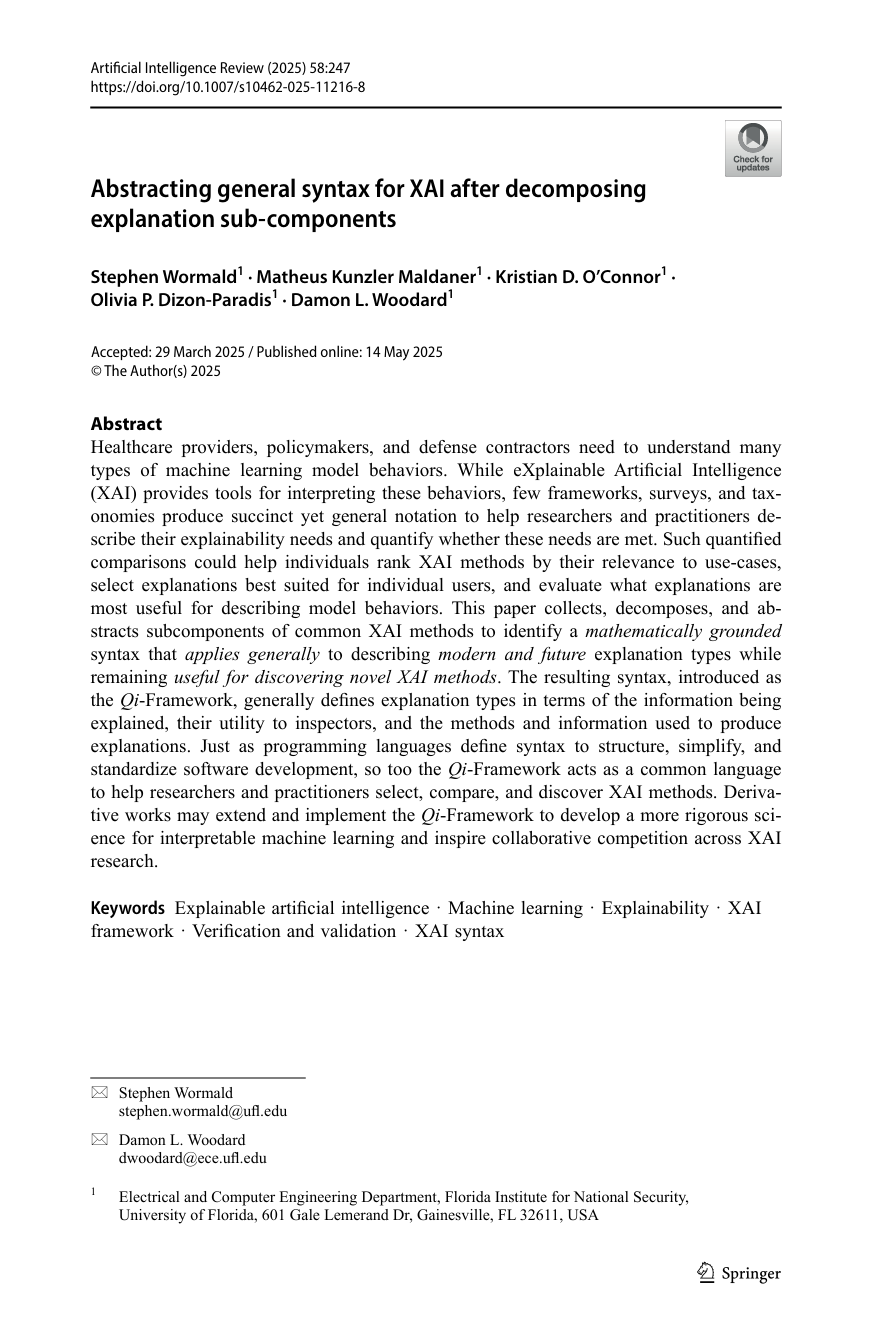 Artificial Intelligence Review (2025) 58:247
https://doi.org/10.1007/s10462-025-11216-8
Check for
updates
Abstracting general syntax for XAI after decomposing
explanation sub-components
Stephen Wormald1 · Matheus Kunzler Maldaner1 · Kristian D. O’Connor1 ·
Olivia P. Dizon-Paradis1 · Damon L. Woodard1
Accepted: 29 March 2025 / Published online: 14 May 2025
© The Author(s) 2025
Abstract
Healthcare providers, policymakers, and defense contractors need to understand many
types of machine learning model behaviors. While eXplainable Artificial Intelligence
(XAI) provides tools for interpreting these behaviors, few frameworks, surveys, and tax-
onomies produce succinct yet general notation to help researchers and practitioners de-
scribe their explainability needs and quantify whether these needs are met. Such quantified
comparisons could help individuals rank XAI methods by their relevance to use-cases,
select explanations best suited for individual users, and evaluate what explanations are
most useful for describing model behaviors. This paper collects, decomposes, and ab-
stracts subcomponents of common XAI methods to identify a mathematically grounded
syntax that applies generally to describing modern and future explanation types while
remaining useful for discovering novel XAI methods. The resulting syntax, introduced as
the Qi-Framework, generally defines explanation types in terms of the information being
explained, their utility to inspectors, and the methods and information used to produce
explanations. Just as programming languages define syntax to structure, simplify, and
standardize software development, so too the Qi-Framework acts as a common language
to help researchers and practitioners select, compare, and discover XAI methods. Deriva-
tive works may extend and implement the Qi-Framework to develop a more rigorous sci-
ence for interpretable machine learning and inspire collaborative competition across XAI
research.
Keywords Explainable artificial intelligence · Machine learning · Explainability · XAI
framework · Verification and validation · XAI syntax
Stephen Wormald
stephen.wormald@ufl.edu
Damon L. Woodard
dwoodard@ece.ufl.edu
1 Electrical and Computer Engineering Department, Florida Institute for National Security,
University of Florida, 601 Gale Lemerand Dr, Gainesville, FL 32611, USA
Springer